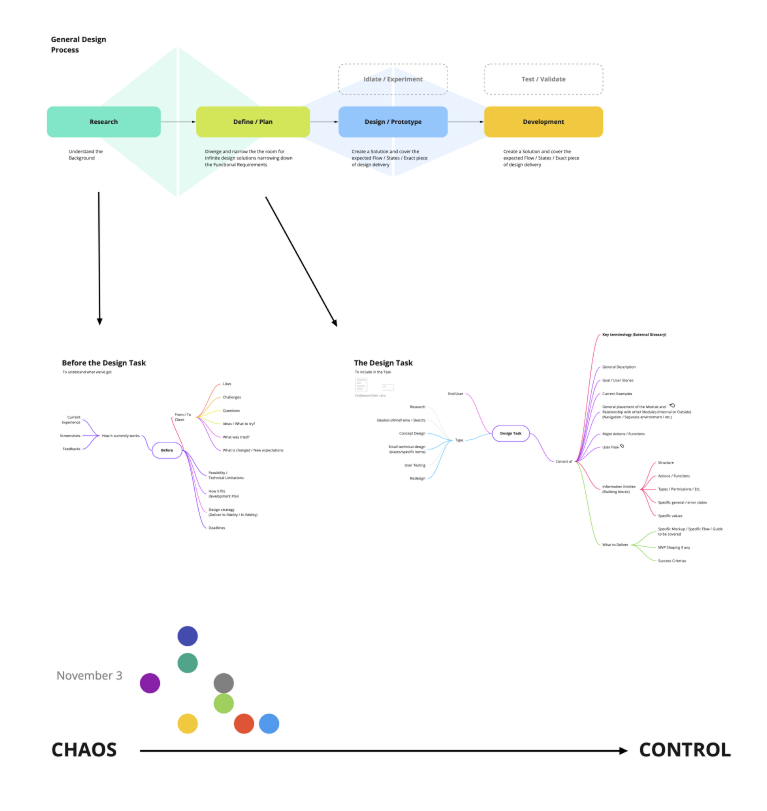 General Design
Process
Idiate / Experiment
Test / Validate
Research
Define / Plan
Design / Prototype
Development
Understand the
Background
Diverge and narrow the the room for
infinite design solutions narrowing down
the Functional Requirements
Create a Solution and cover the
expected Flow / States / Exact piece
of design delivery
Create a Solution and cover the
expected Flow / States / Exact piece
of design delivery
Before the Design Task
To understand what we've got
Likes
Challenges
From / To
Client
Questions
Ideas / What to try?
What was tried?
What is changed / New expectations
Current
Experience
Screenshots
How it currently works
Feedbacks
Before
Feasibility /
Technical Limitations
How it fits
Development Plan
Design strategy
(Deliver lo fidelity / hi fidelity)
Deadlines
The Design Task
To include in the Task
End User
Research
Ideation (Wireframe / Sketch)
Concept Design
Exact technical design
(states/specific items)
User Testing
Redesign
Type
Design Task
Consist of
Key terminology (External Glossary)
General Description
Goal / User Stories
Current Examples
General placement of the Module and
Relationship with other Modules (Internal or Outside)
(Navigation / Separate environment / etc.)
Major Actions / Functions
User Flow
Information Entities
(Building blocks)
Structure
Actions / Functions
Types / Permissions / Etc.
Specific general / error states
Specific values
What to Deliver
Specific Mockup / Specific Flow / Guide
to be covered
MVP Shaping if any
Success Criterias
November 3
CHAOS
CONTROL